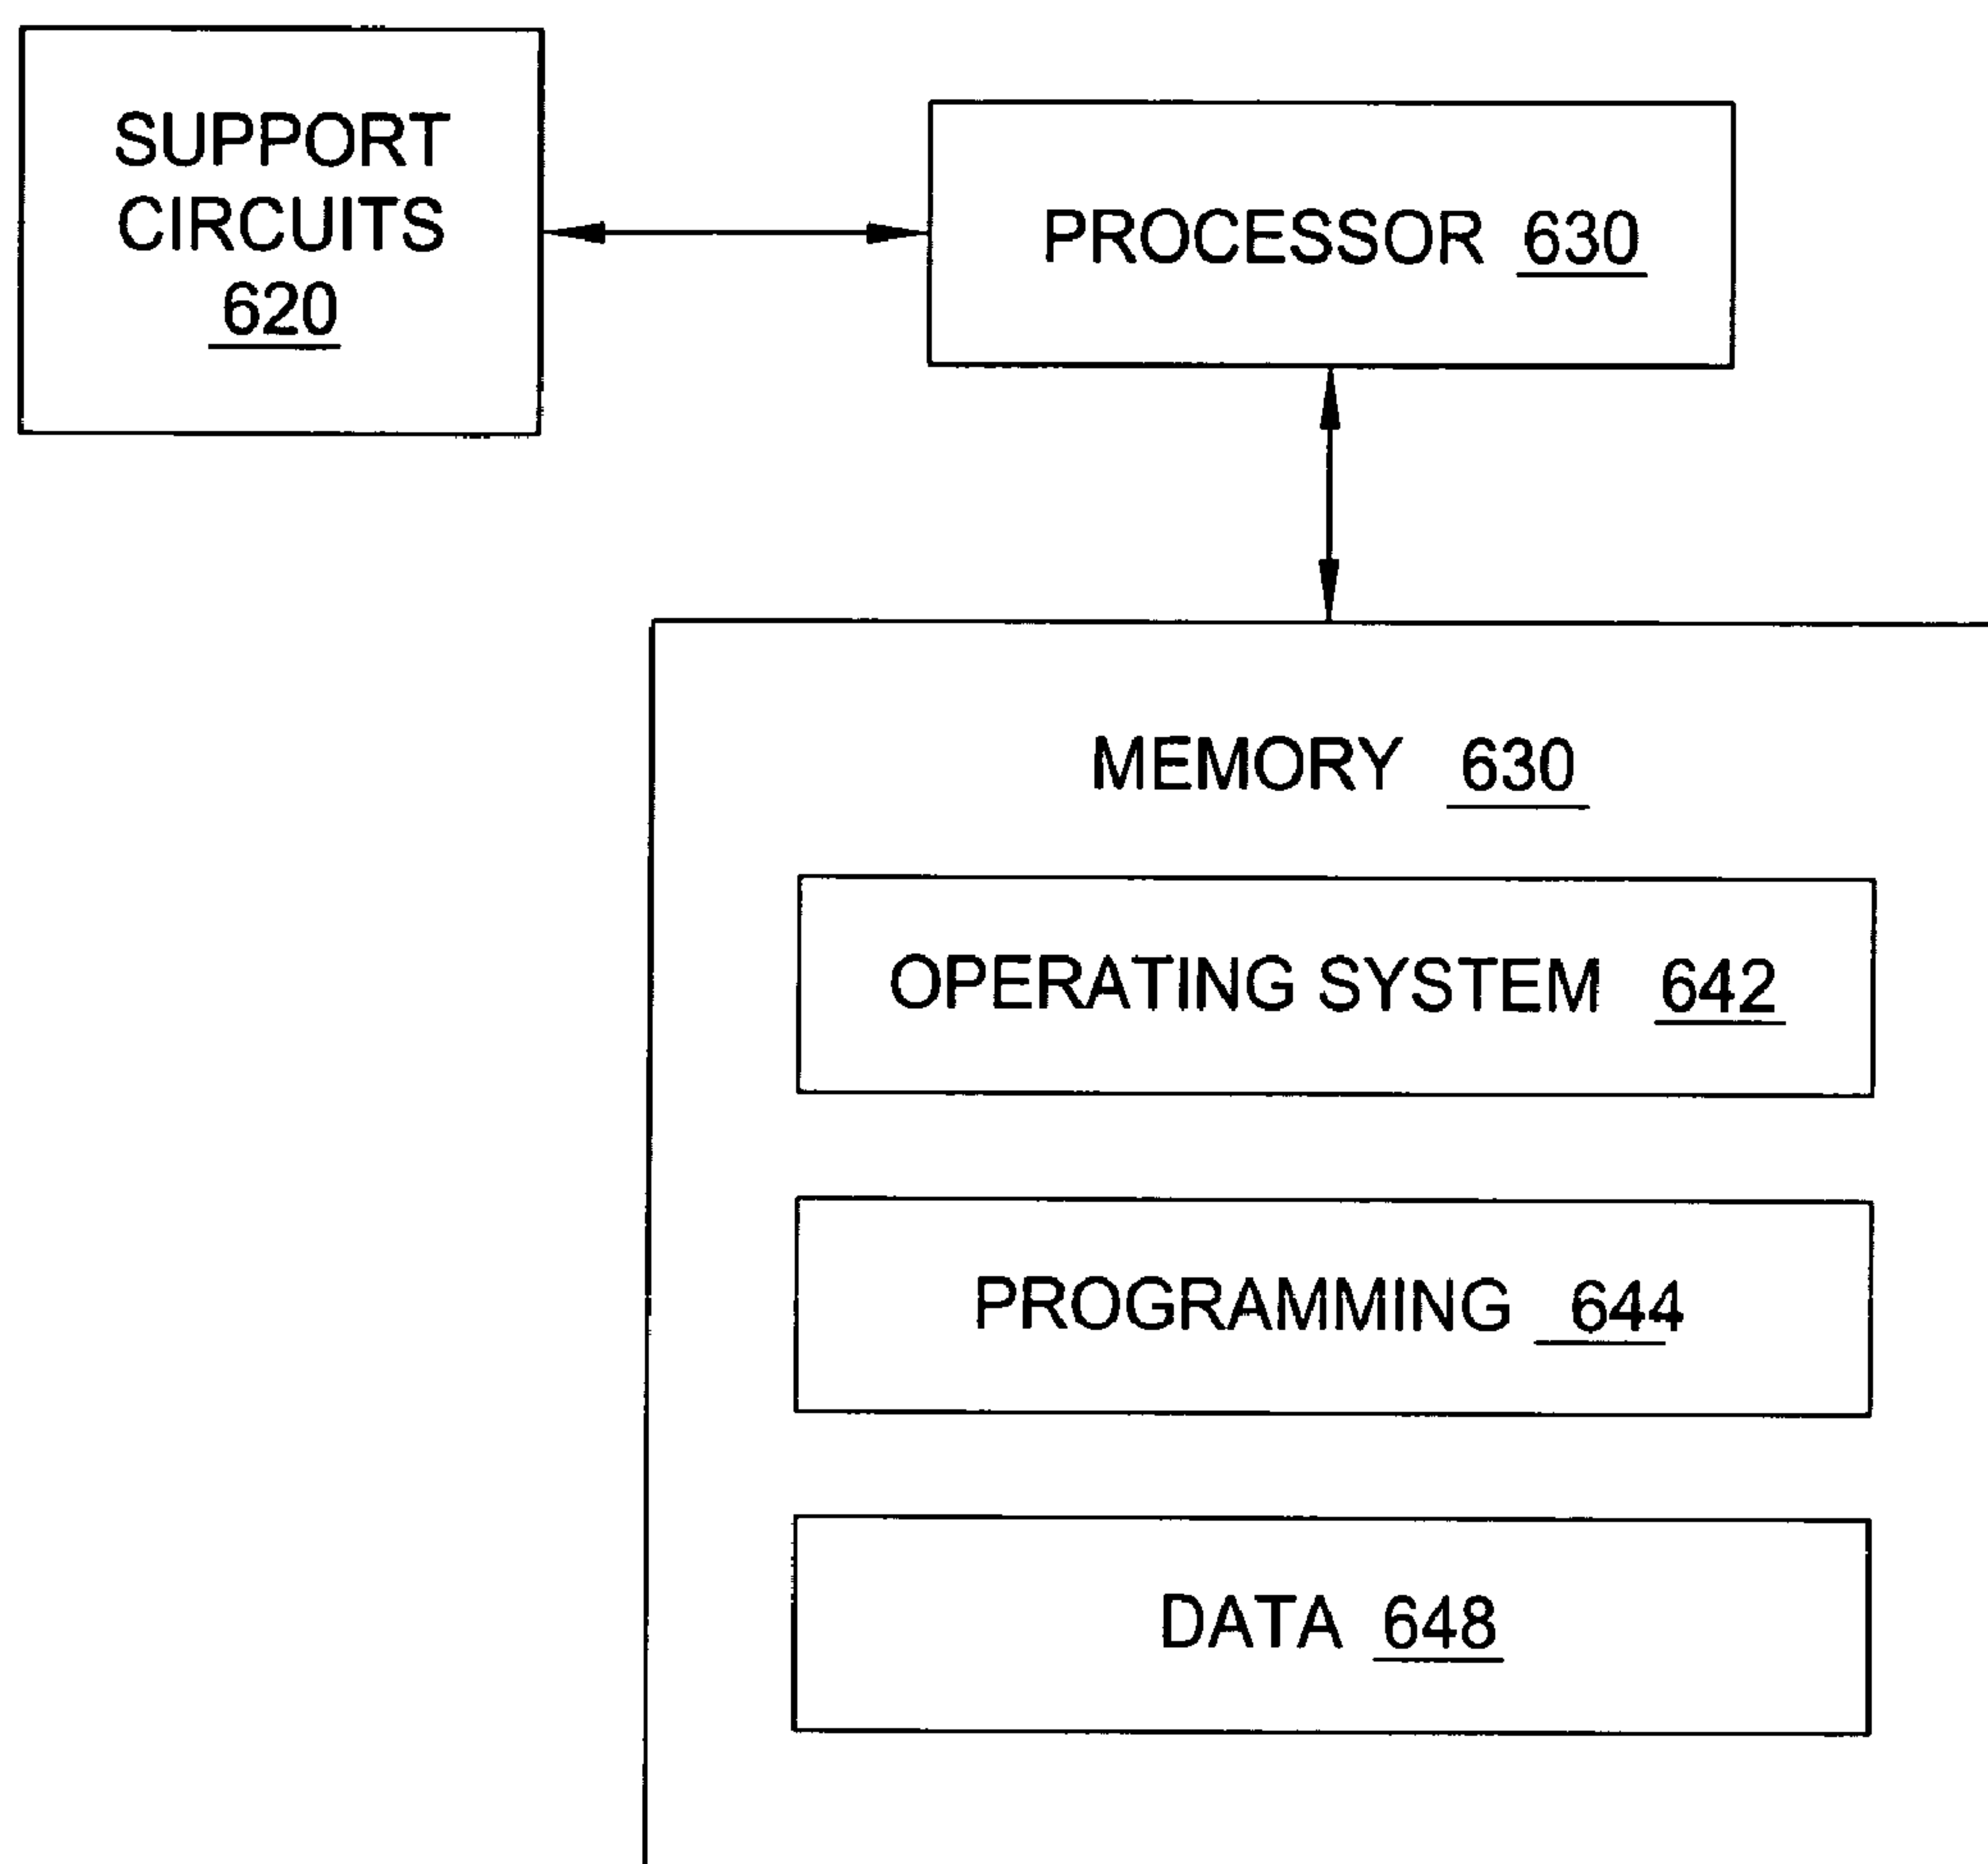 SUPPORT
CIRCUITS
620
PROCESSOR 630
MEMORY 630
OPERATING SYSTEM 642
PROGRAMMING 644
DATA 648